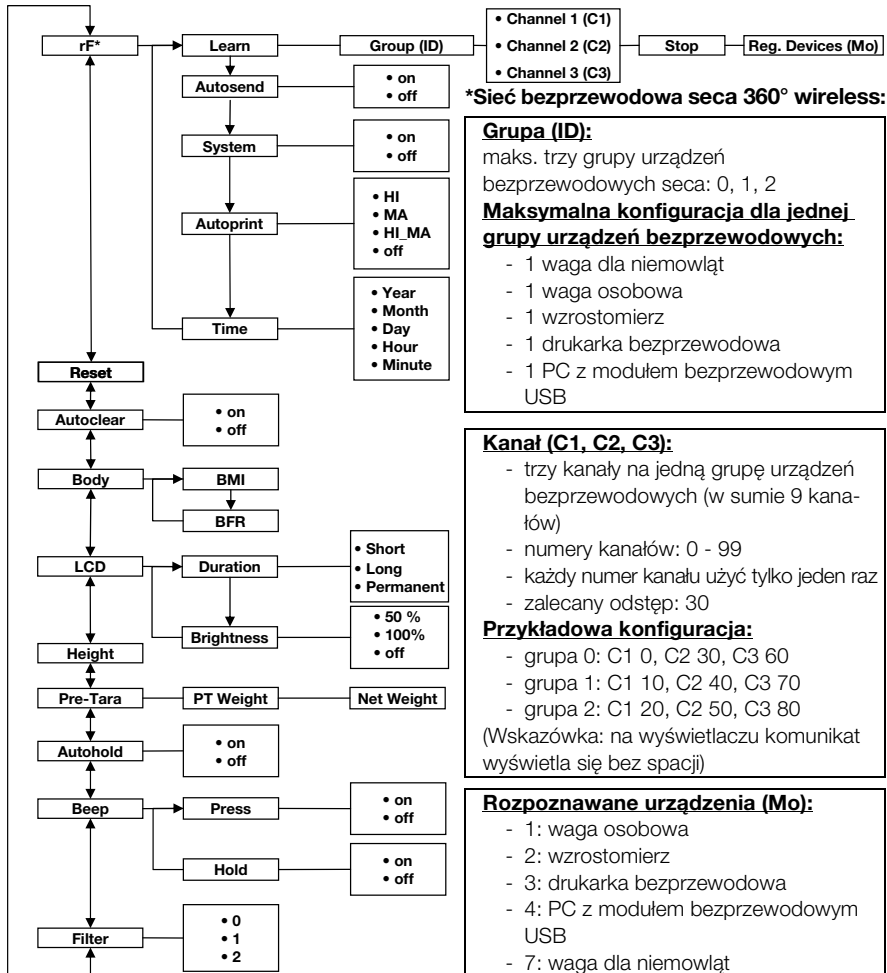 rF*
Learn
Group (ID)
• Channel 1 (C1)
• Channel 2 (C2)
• Channel 3 (C3)
Stop
Reg. Devices (Mo)
Autosend
• on
• off
System
• on
• off
Autoprint
• HI
• MA
• HI_MA
• off
Time
• Year
• Month
• Day
• Hour
• Minute
Reset
Autoclear
• on
• off
Body
BMI
BFR
LCD
Duration
• Short
• Long
• Permanent
Brightness
• 50 %
• 100%
• off
Height
Pre-Tara
PT Weight
Net Weight
Autohold
• on
• off
Beep
Press
• on
• off
Hold
• on
• off
Filter
• 0
• 1
• 2
*Sieć bezprzewodowa seca 360° wireless:
Grupa (ID):
maks. trzy grupy urządzeń
bezprzewodowych seca: 0, 1, 2
Maksymalna konfiguracja dla jednej
grupy urządzeń bezprzewodowych:
- 1 waga dla niemowląt
- 1 waga osobowa
- 1 wzrostomierz
- 1 drukarka bezprzewodowa
- 1 PC z modułem bezprzewodowym
USB
Kanał (C1, C2, C3):
- trzy kanały na jedną grupę urządzeń
bezprzewodowych (w sumie 9 kana-
łów)
- numery kanałów: 0 - 99
- każdy numer kanału użyć tylko jeden raz
- zalecany odstęp: 30
Przykładowa konfiguracja:
- grupa 0: C1 0, C2 30, C3 60
- grupa 1: C1 10, C2 40, C3 70
- grupa 2: C1 20, C2 50, C3 80
(Wskazówka: na wyświetlaczu komunikat
wyświetla się bez spacji)
Rozpoznawane urządzenia (Mo):
- 1: waga osobowa
- 2: wzrostomierz
- 3: drukarka bezprzewodowa
- 4: PC z modułem bezprzewodowym
USB
- 7: waga dla niemowląt